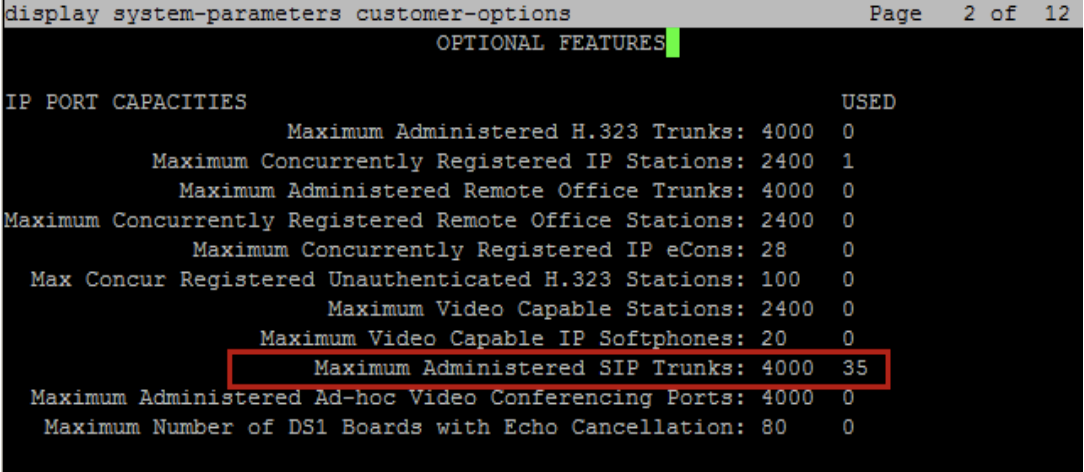 display system-parameters customer-options Page 2 of 12
OPTIONAL FEATURES
IP PORT CAPACITIES USED
Maximum Administered H.323 Trunks: 4000 0
Maximum Concurrently Registered IP Stations: 2400 1
Maximum Administered Remote Office Trunks: 4000 0
Maximum Concurrently Registered Remote Office Stations: 2400 0
Maximum Concurrently Registered IP eCons: 28 0
Max Concur Registered Unauthenticated H.323 Stations: 100 0
Maximum Video Capable Stations: 2400 0
Maximum Video Capable IP Softphones: 20 0
Maximum Administered SIP Trunks: 4000 35
Maximum Administered Ad-hoc Video Conferencing Ports: 4000 0
Maximum Number of DS1 Boards with Echo Cancellation: 80 0